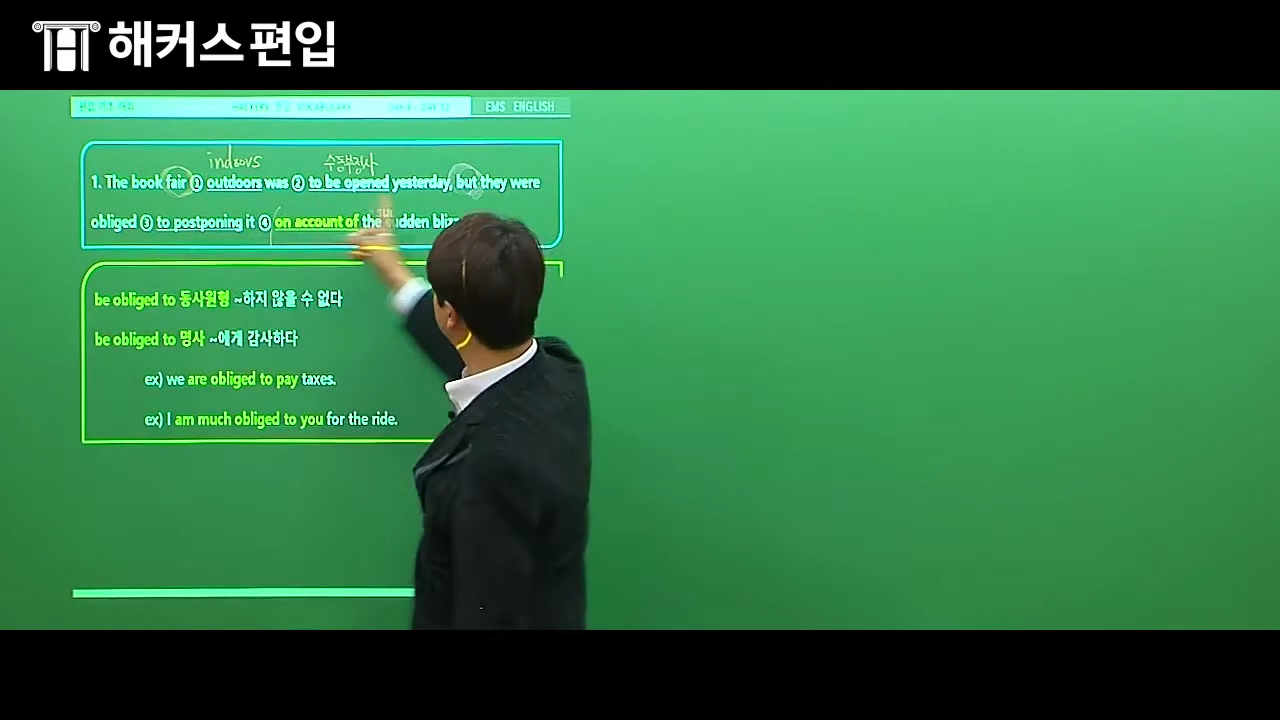 해커스편입
EMS ENGLISH
indoors 수동부정사
1. The book fair ① outdoors was ② to be opened yesterday, but they were
obliged ③ to postponing it ④ on account of the sudden
be obliged to 동사원형 ~하지 않을 수 없다
be obliged to 명사 ~에게 감사하다
ex) we are obliged to pay taxes.
ex) I am much obliged to you for the ride.